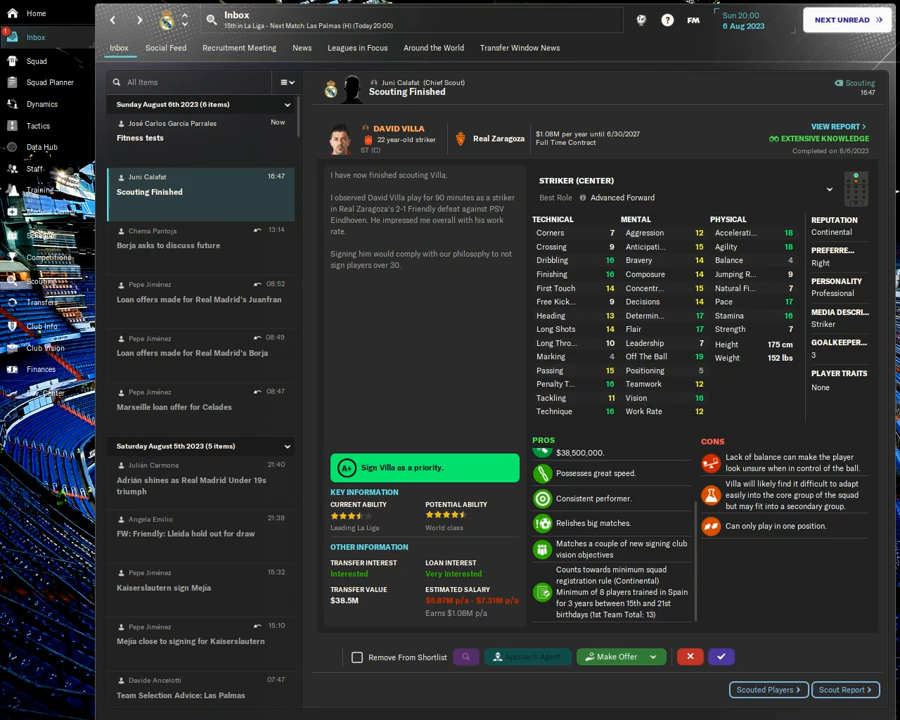 Home
Inbox
Squad
Squad Planner
Dynamics
Tactics
Data Hub
Staff
Training
Competitions
Scouting
Transfers
Club Info
Club Vision
Finances
Inbox
15th in La Liga - Next Match: Las Palmas (H) (Today 20:00)
FM
Sun 20:00
6 Aug 2023
NEXT UNREAD
Inbox
Social Feed
Recruitment Meeting
News
Leagues in Focus
Around the World
Transfer Window News
All Items
Sunday August 6th 2023 (6 items)
José Carlos García Parrales
Now
Fitness tests
Juni Calafat
16:47
Scouting Finished
Chema Pantoja
13:14
Borja asks to discuss future
Pepe Jiménez
08:52
Loan offers made for Real Madrid's Juanfran
Pepe Jiménez
08:49
Loan offers made for Real Madrid's Borja
Pepe Jiménez
08:47
Marseille loan offer for Celades
Saturday August 5th 2023 (5 items)
Julián Carmona
21:40
Adrián shines as Real Madrid Under 19s
triumph
Angela Emilio
21:38
FW: Friendly: Lleida hold out for draw
Pepe Jiménez
15:32
Kaiserslautern sign Mejía
Pepe Jiménez
15:10
Mejía close to signing for Kaiserslautern
Davide Ancelotti
07:47
Team Selection Advice: Las Palmas
Juni Calafat (Chief Scout)
Scouting Finished
Scouting
16:47
DAVID VILLA
22 year-old striker
ST (C)
Real Zaragoza
$1.08M per year until 6/30/2027
Full Time Contract
VIEW REPORT
EXTENSIVE KNOWLEDGE
Completed on 8/6/2023
I have now finished scouting Villa.
I observed David Villa play for 90 minutes as a striker
in Real Zaragoza's 2-1 Friendly defeat against PSV
Eindhoven. He impressed me overall with his work
rate.
Signing him would comply with our philosophy to not
sign players over 30.
A+
Sign Villa as a priority.
KEY INFORMATION
CURRENT ABILITY
POTENTIAL ABILITY
Leading La Liga
World class
OTHER INFORMATION
TRANSFER INTEREST
LOAN INTEREST
Interested
Very Interested
TRANSFER VALUE
ESTIMATED SALARY
$38.5M
$6.87M p/a - $7.31M p/a
Earns $1.08M p/a
STRIKER (CENTER)
Best Role
Advanced Forward
TECHNICAL
Corners 7
Crossing 9
Dribbling 16
Finishing 16
First Touch 14
Free Kick... 9
Heading 13
Long Shots 14
Long Thro... 10
Marking 4
Passing 15
Penalty T... 16
Tackling 11
Technique 16
MENTAL
Aggression 12
Anticipati... 15
Bravery 14
Composure 14
Concentr... 15
Decisions 14
Determin... 17
Flair 17
Leadership 7
Off The Ball 19
Positioning 5
Teamwork 12
Vision 16
Work Rate 12
PHYSICAL
Accelerati... 18
Agility 18
Balance 4
Jumping R... 9
Natural Fi... 7
Pace 17
Stamina 16
Strength 7
Height 175 cm
Weight 152 lbs
REPUTATION
Continental
PREFERRE...
Right
PERSONALITY
Professional
MEDIA DESCRI...
Striker
GOALKEEPER...
3
PLAYER TRAITS
None
PROS
$38,500,000.
Possesses great speed.
Consistent performer.
Relishes big matches.
Matches a couple of new signing club
vision objectives
Counts towards minimum squad
registration rule (Continental)
Minimum of 8 players trained in Spain
for 3 years between 15th and 21st
birthdays (1st Team Total: 13)
CONS
Lack of balance can make the player
look unsure when in control of the ball.
Villa will likely find it difficult to adapt
easily into the core group of the squad
but may fit into a secondary group.
Can only play in one position.
Remove From Shortlist
Approach Agent
Make Offer
Scouted Players
Scout Report